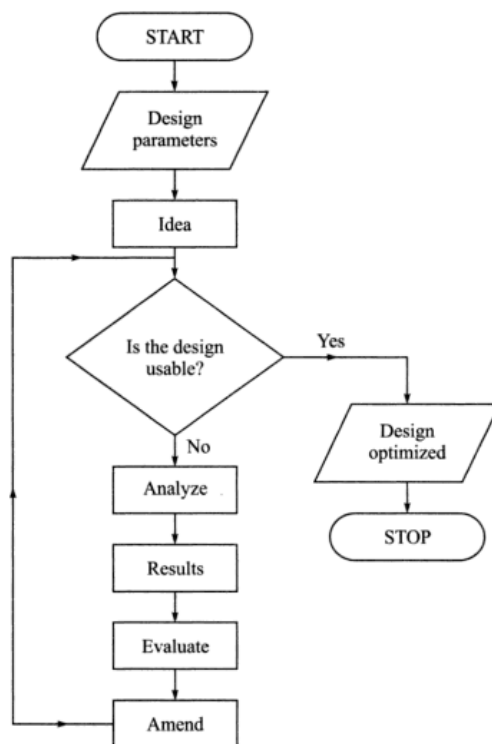 START
Design
parameters
Idea
Is the design
usable?
Yes
No
Design
optimized
Analyze
STOP
Results
Evaluate
Amend